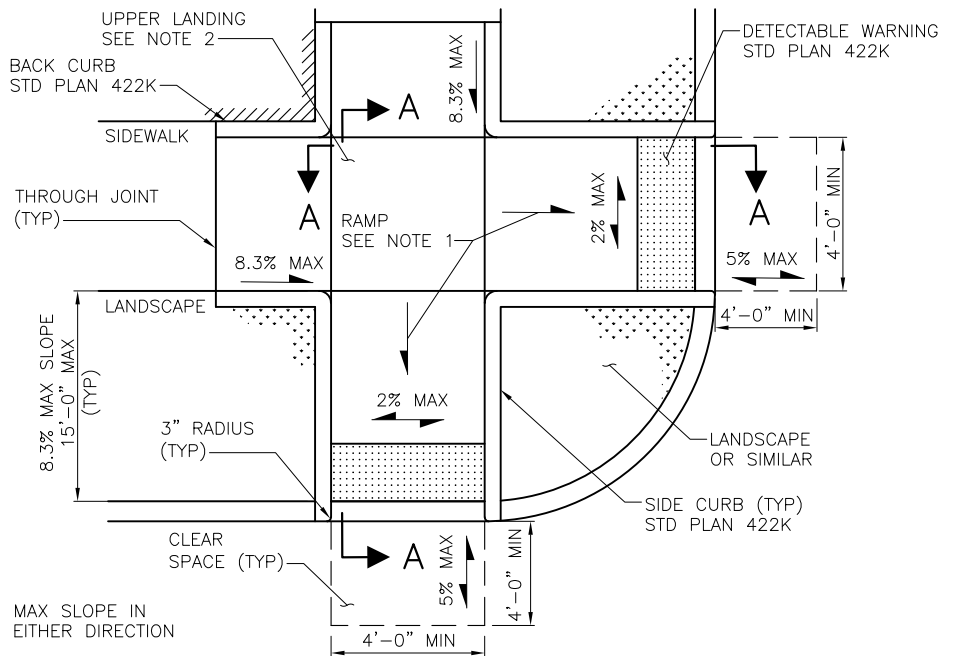 UPPER LANDING
SEE NOTE 2
DETECTABLE WARNING
STD PLAN 422K
BACK CURB
STD PLAN 422K
8.3% MAX
A
SIDEWALK
A
A
THROUGH JOINT
(TYP)
RAMP
SEE NOTE 1
2% MAX
4'-0" MIN
8.3% MAX
5% MAX
LANDSCAPE
4'-0" MIN
8.3% MAX SLOPE
15'-0" MAX
(TYP)
2% MAX
3" RADIUS
(TYP)
LANDSCAPE
OR SIMILAR
SIDE CURB (TYP)
STD PLAN 422K
CLEAR
SPACE (TYP)
A
5% MAX
4'-0" MIN
MAX SLOPE IN
EITHER DIRECTION
4'-0" MIN